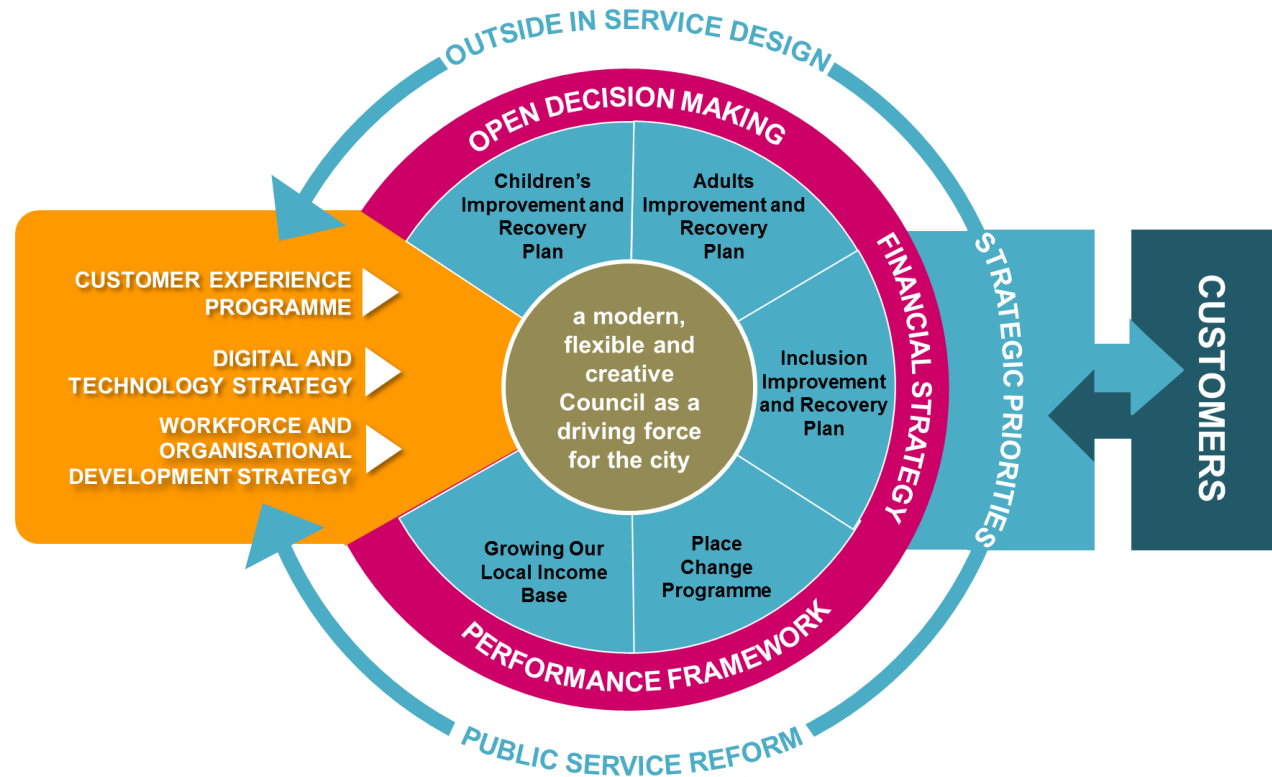 OUTSIDE IN SERVICE DESIGN
OPEN DECISION MAKING
Children's
Improvement and
Recovery
Plan
Adults
Improvement and
Recovery
Plan
CUSTOMER EXPERIENCE
PROGRAMME
DIGITAL AND
TECHNOLOGY STRATEGY
WORKFORCE AND
ORGANISATIONAL
DEVELOPMENT STRATEGY
a modern,
flexible and
creative
Council as a
driving force
for the city
Inclusion
Improvement
and Recovery
Plan
FINANCIAL STRATEGY
STRATEGIC PRIORITIES
CUSTOMERS
Growing Our
Local Income
Base
Place
Change
Programme
PERFORMANCE FRAMEWORK
PUBLIC SERVICE REFORM